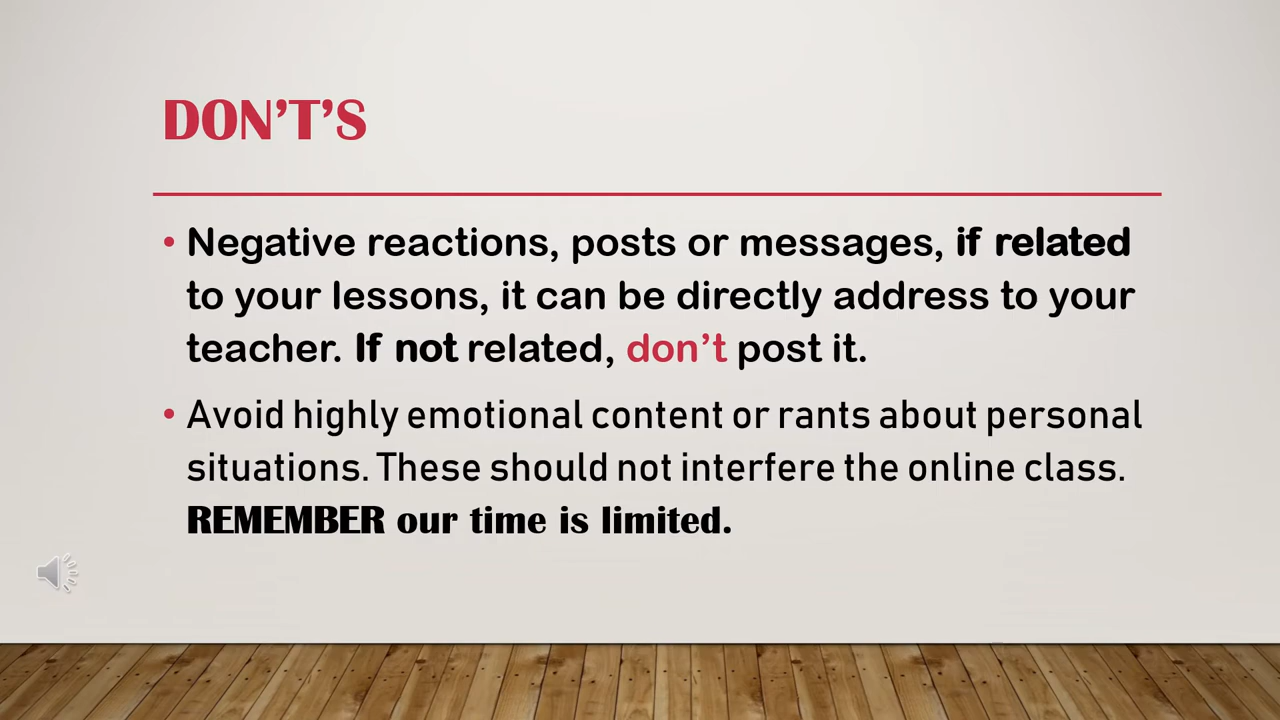 DON'T'S
• Negative reactions, posts or messages, if related
to your lessons, it can be directly address to your
teacher. If not related, don't post it.
• Avoid highly emotional content or rants about personal
situations. These should not interfere the online class.
REMEMBER our time is limited.